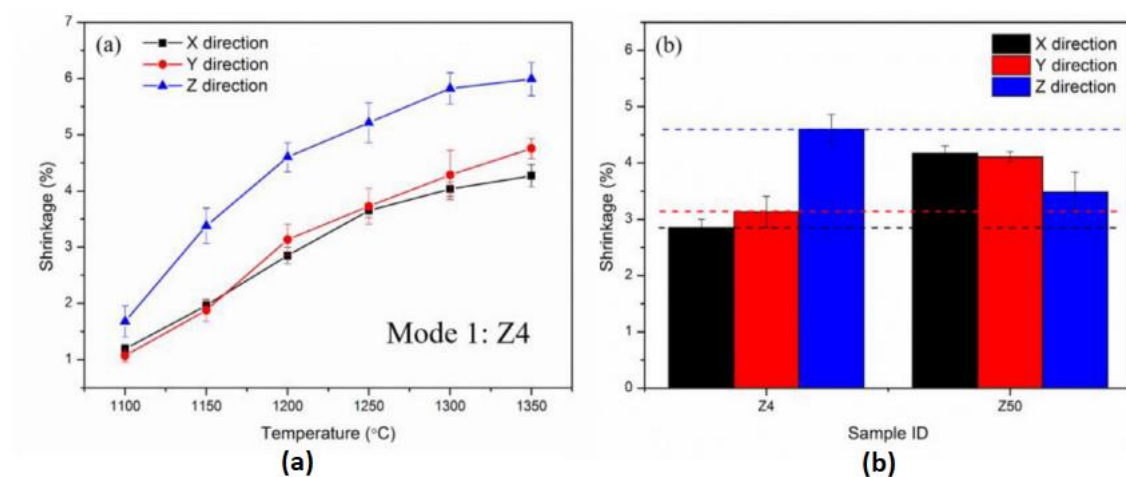 (a)
X direction
Y direction
Z direction
7
6
5
4
3
2
1
Shrinkage (%)
Mode 1: Z4
1100 1150 1200 1250 1300 1350
Temperature (°C)
(a)
(b)
X direction
Y direction
Z direction
6
5
4
3
2
1
0
Shrinkage (%)
Z4 Z50
Sample ID
(b)